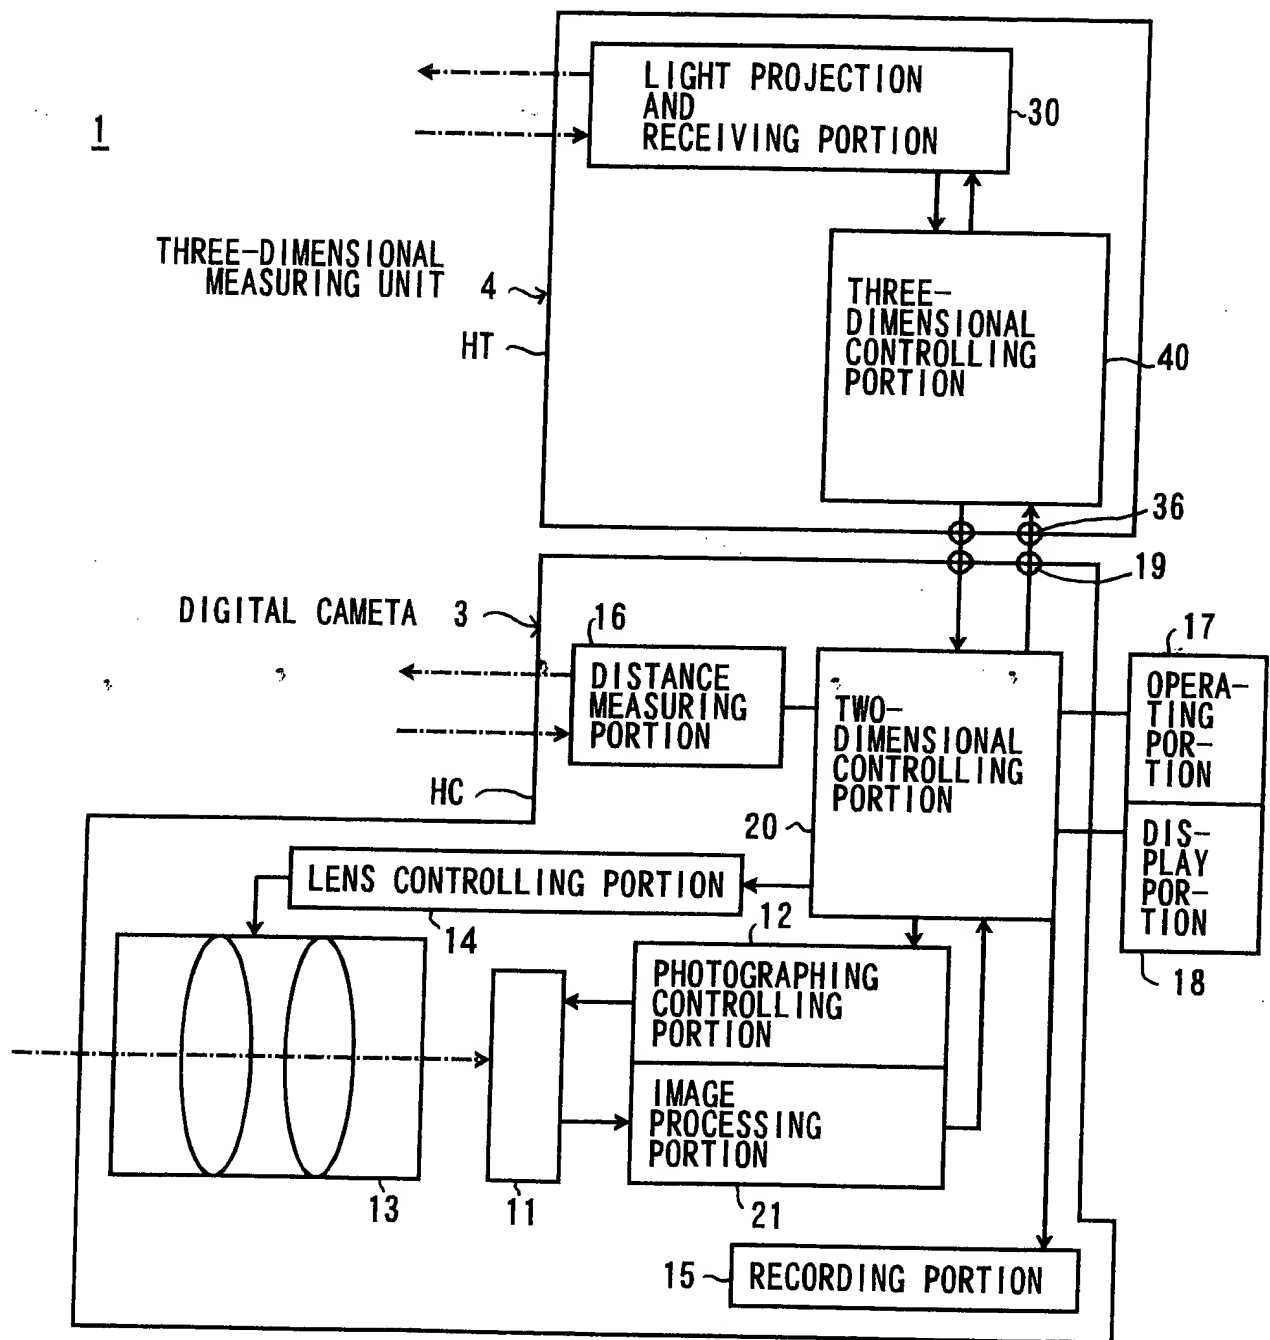 1
LIGHT PROJECTION
AND
RECEIVING PORTION
30
THREE-DIMENSIONAL
MEASURING UNIT
4
HT
THREE-
DIMENSIONAL
CONTROLLING
PORTION
40
36
19
DIGITAL CAMETA
3
16
DISTANCE
MEASURING
PORTION
TWO-
DIMENSIONAL
CONTROLLING
PORTION
20
17
OPERA-
TING
POR-
TION
DIS-
PLAY
POR-
TION
18
HC
LENS CONTROLLING PORTION
14
12
PHOTOGRAPHING
CONTROLLING
PORTION
IMAGE
PROCESSING
PORTION
21
13
11
15
RECORDING PORTION